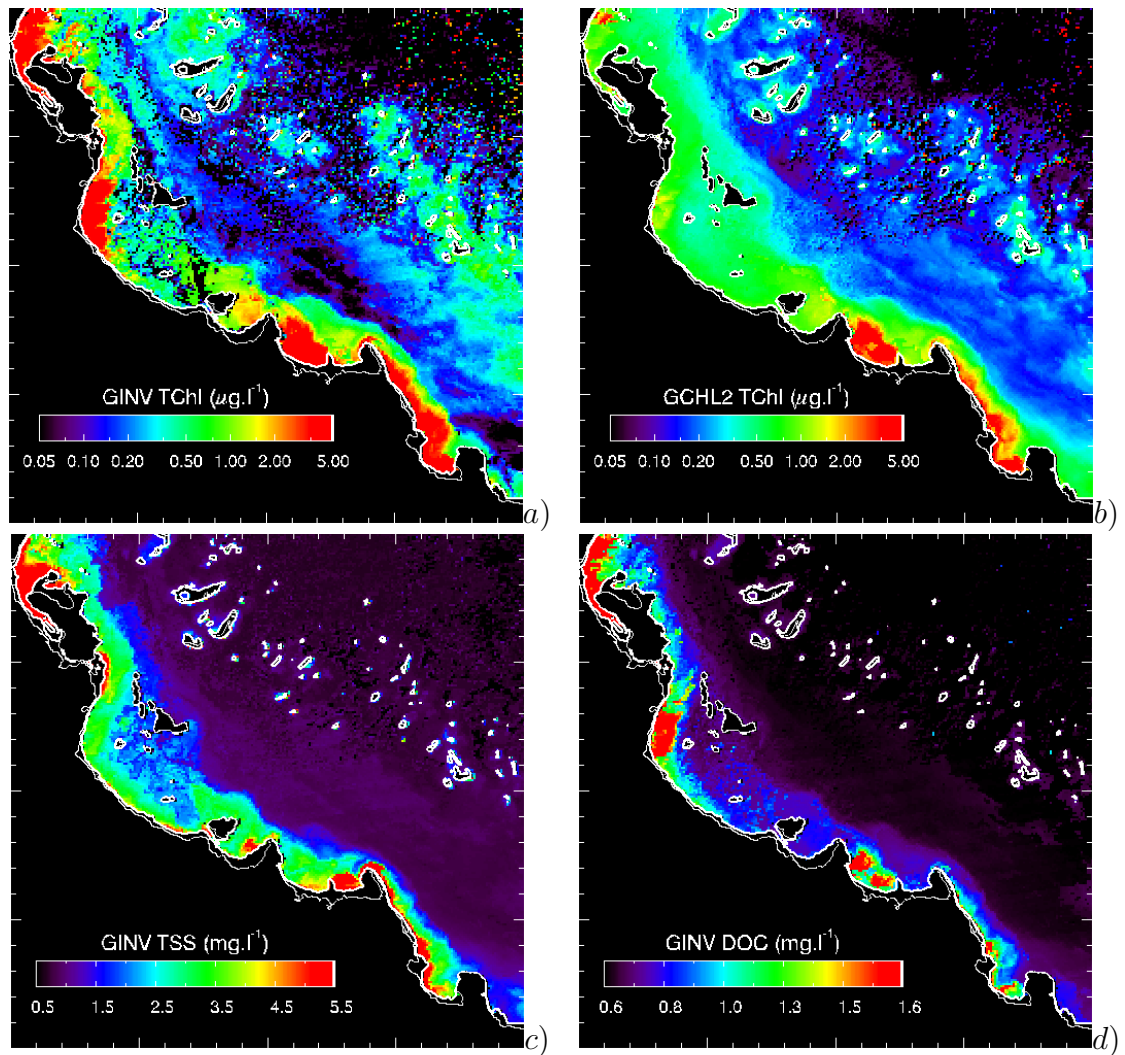 GINV TChl (μg.l⁻¹)
0.05 0.10 0.20 0.50 1.00 2.00 5.00
a)
GCHL2 TChl (μg.l⁻¹)
0.05 0.10 0.20 0.50 1.00 2.00 5.00
b)
GINV TSS (mg.l⁻¹)
0.5 1.5 2.5 3.5 4.5 5.5
c)
GINV DOC (mg.l⁻¹)
0.6 0.8 1.0 1.3 1.5 1.6
d)